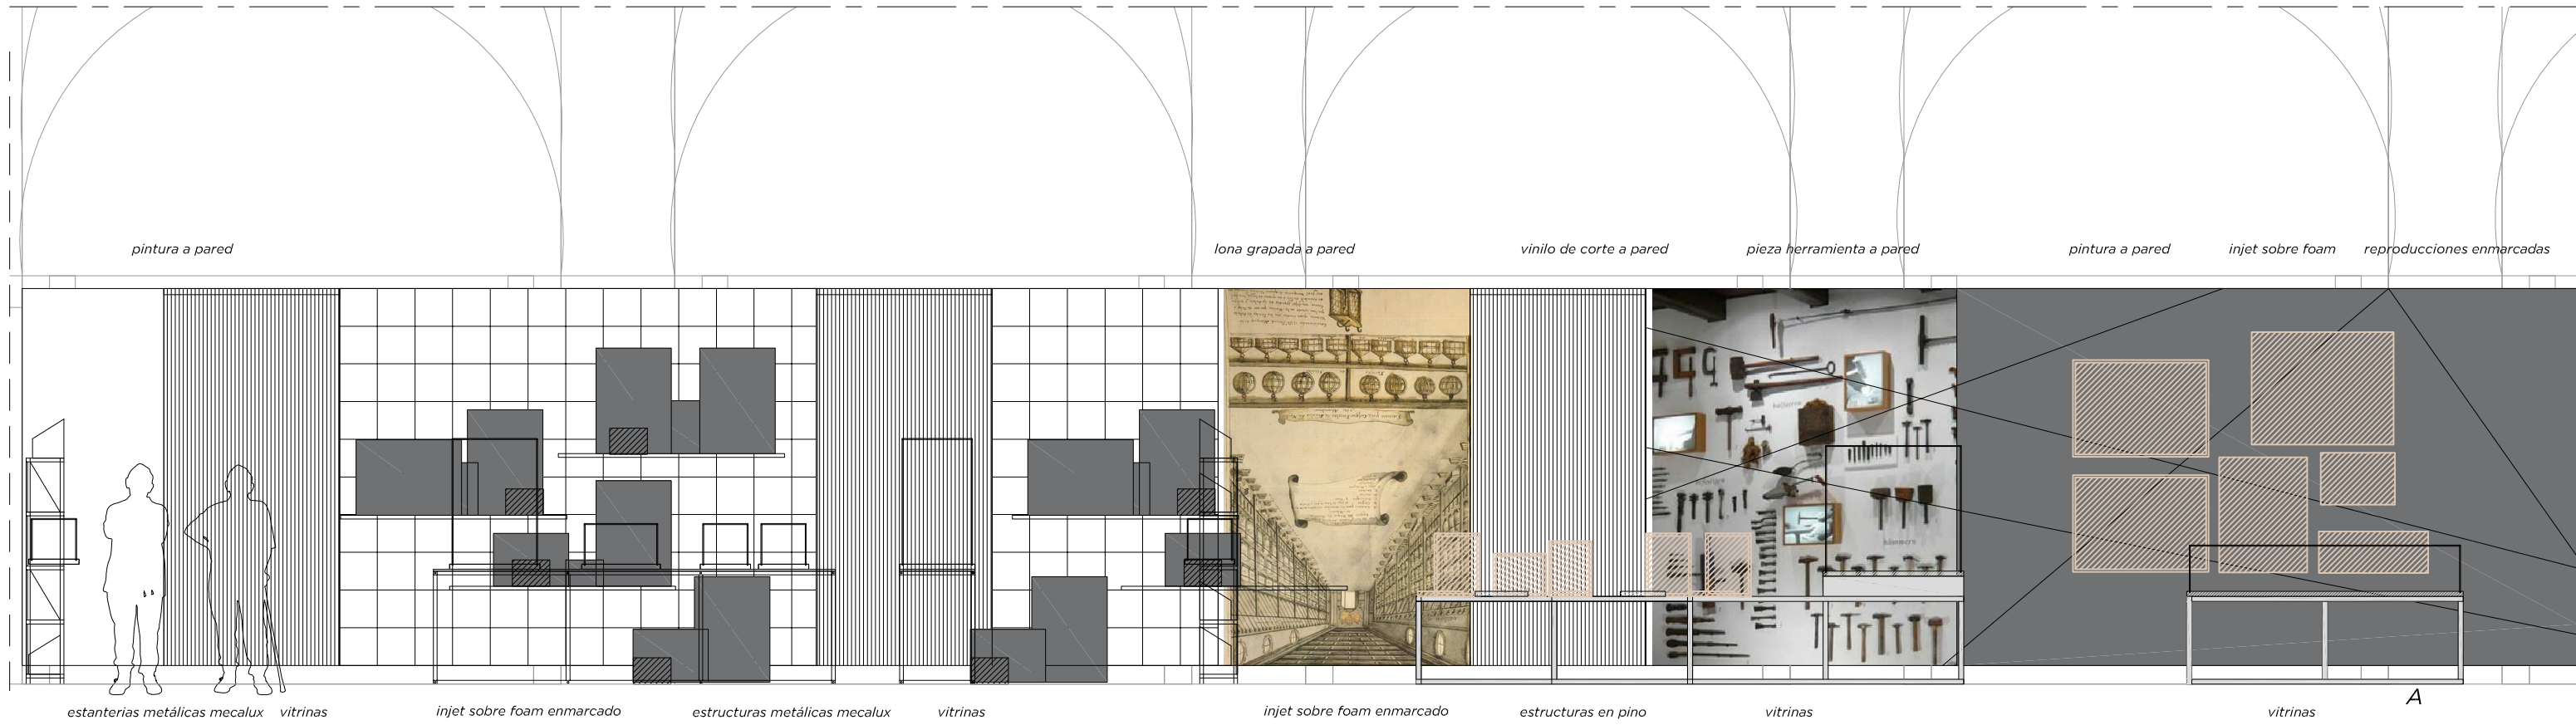 pintura a pared
lona grapada a pared
vinilo de corte a pared
pieza herramienta a pared
pintura a pared
injet sobre foam
reproducciones enmarcadas
A
estanterias metálicas mecalux
vitrinas
injet sobre foam enmarcado
estructuras metálicas mecalux
vitrinas
injet sobre foam enmarcado
estructuras en pino
vitrinas
vitrinas